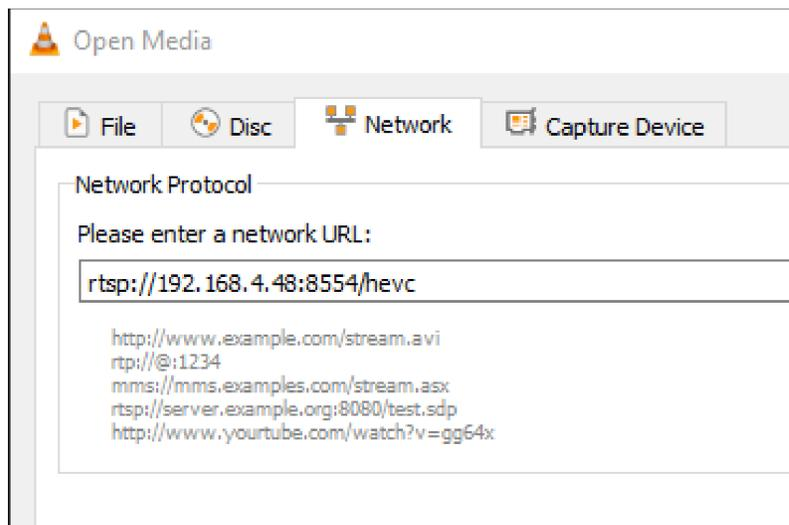 Open Media
File Disc Network Capture Device
Network Protocol
Please enter a network URL:
rtsp://192.168.4.48:8554/hevc
http://www.example.com/stream.avi
rtp://@:1234
mms://mms.examples.com/stream.asx
rtsp://server.example.org:8080/test.sdp
http://www.yourtube.com/watch?v=gg64x